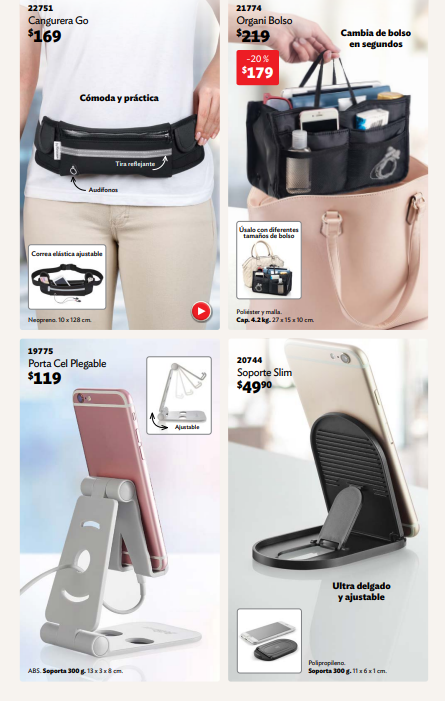 22751
Cangurera Go
$169
Cómoda y práctica
Tira reflejante
Audífonos
Correa elástica ajustable
Neopreno. 10 x 128 cm.
21774
Organi Bolso
$219
-20 %
$179
Cambia de bolso
en segundos
Úsalo con diferentes
tamaños de bolso
Poliéster y malla.
Cap. 4.2 kg. 27 x 15 x 10 cm.
19775
Porta Cel Plegable
$119
Ajustable
ABS. Soporta 300 g. 13 x 3 x 8 cm.
20744
Soporte Slim
$49⁹⁰
Ultra delgado
y ajustable
Polipropileno.
Soporta 300 g. 11 x 6 x 1 cm.